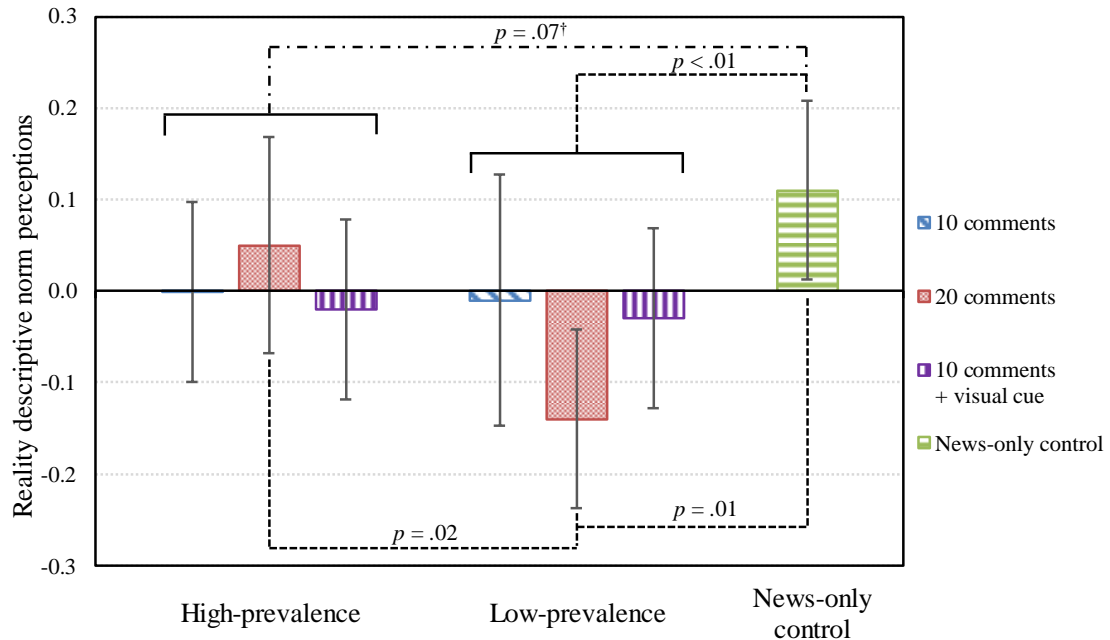 0.3
0.2
0.1
0.0
-0.1
-0.2
-0.3
Reality descriptive norm perceptions
p = .07†
p < .01
p = .02
p = .01
High-prevalence
Low-prevalence
News-only
control
10 comments
20 comments
10 comments
+ visual cue
News-only control